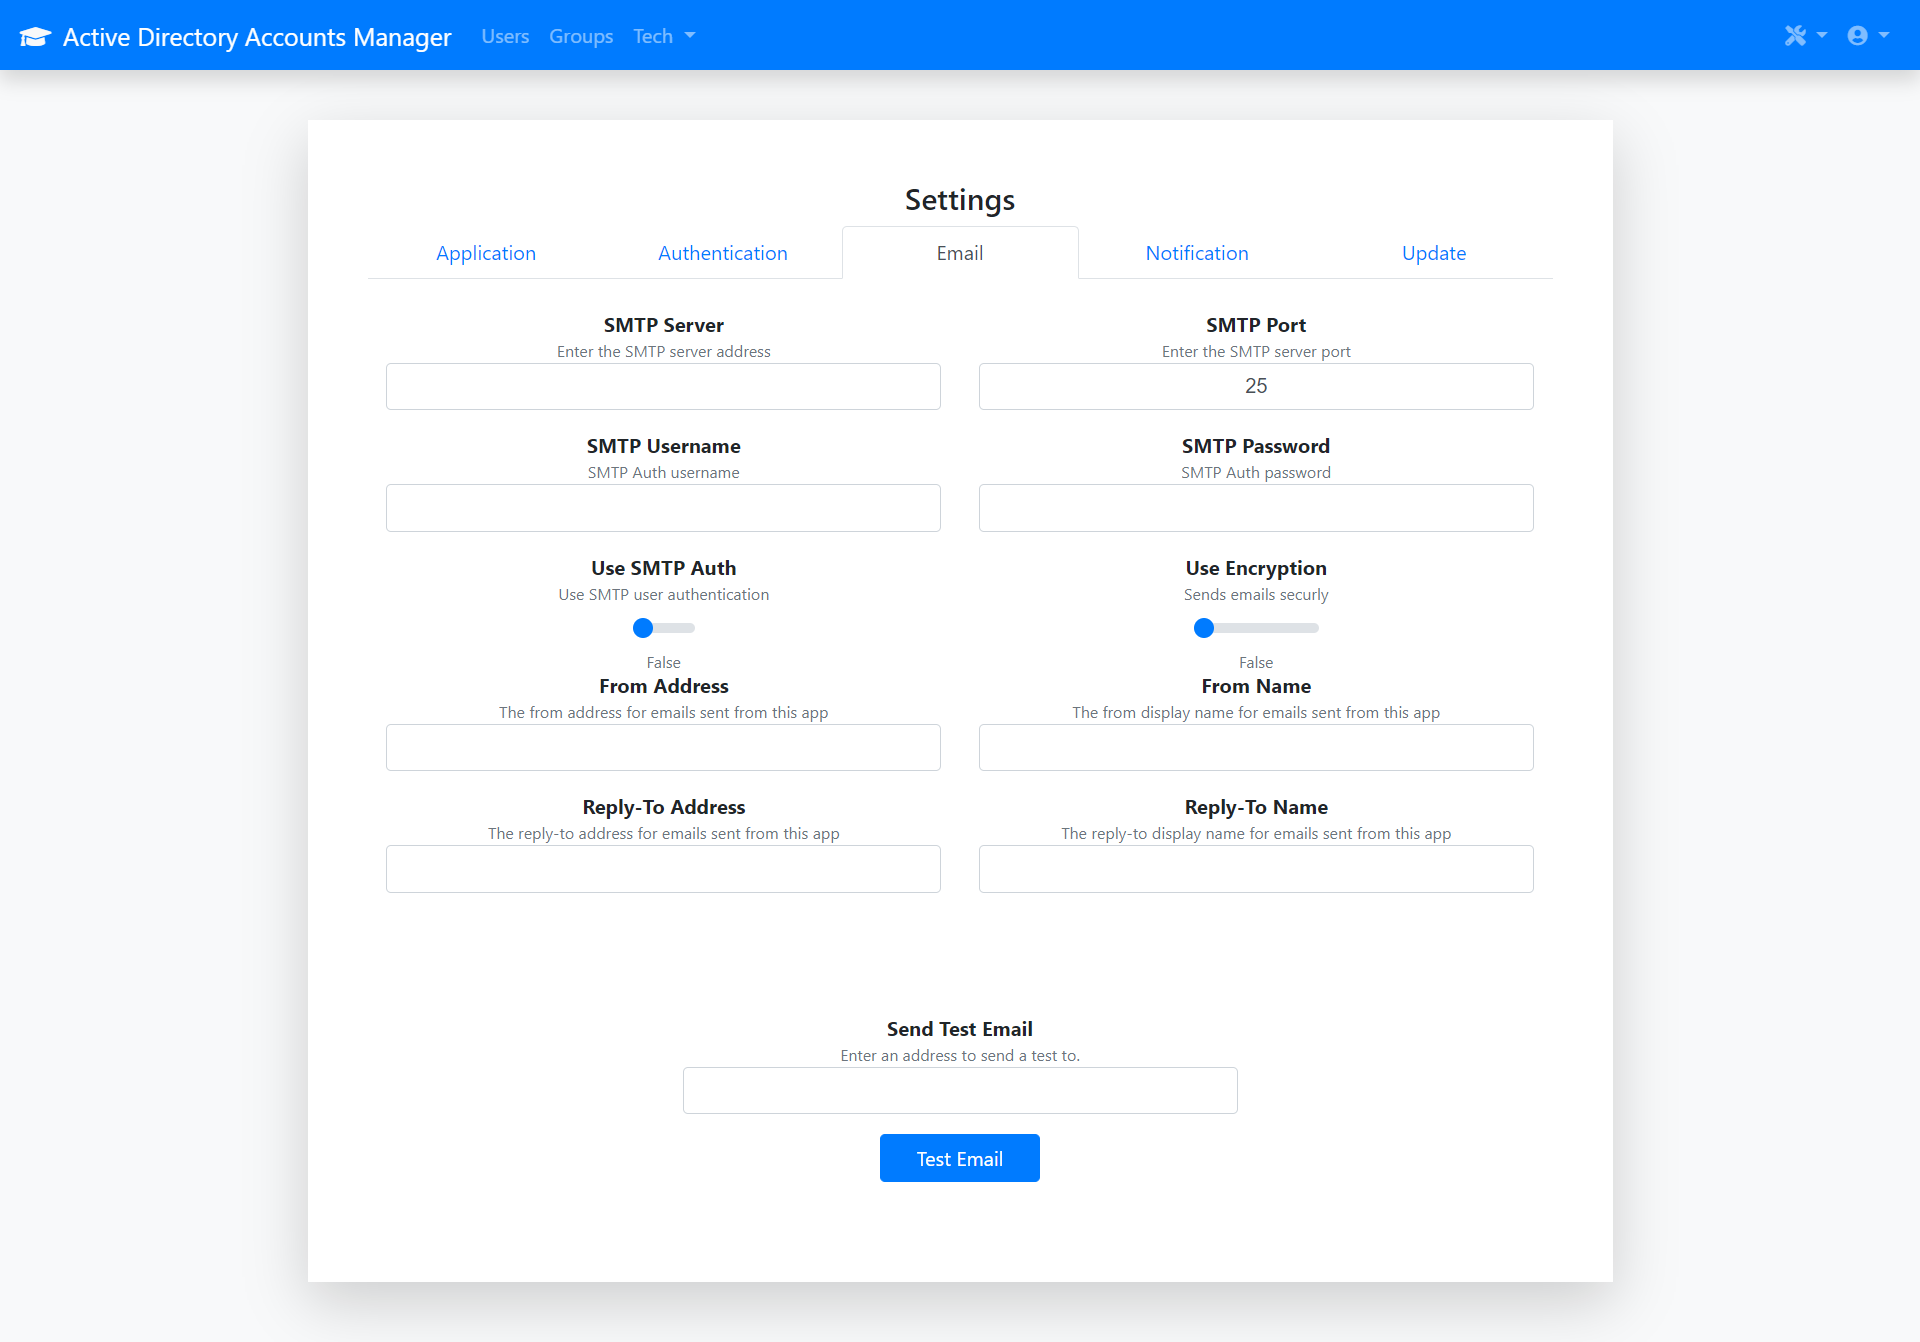 Active Directory Accounts Manager Users Groups Tech
Settings
Application Authentication Email Notification Update
SMTP Server SMTP Port
Enter the SMTP server address Enter the SMTP server port
25
SMTP Username SMTP Password
SMTP Auth username SMTP Auth password
Use SMTP Auth Use Encryption
Use SMTP user authentication Sends emails securly
False False
From Address From Name
The from address for emails sent from this app The from display name for emails sent from this app
Reply-To Address Reply-To Name
The reply-to address for emails sent from this app The reply-to display name for emails sent from this app
Send Test Email
Enter an address to send a test to.
Test Email